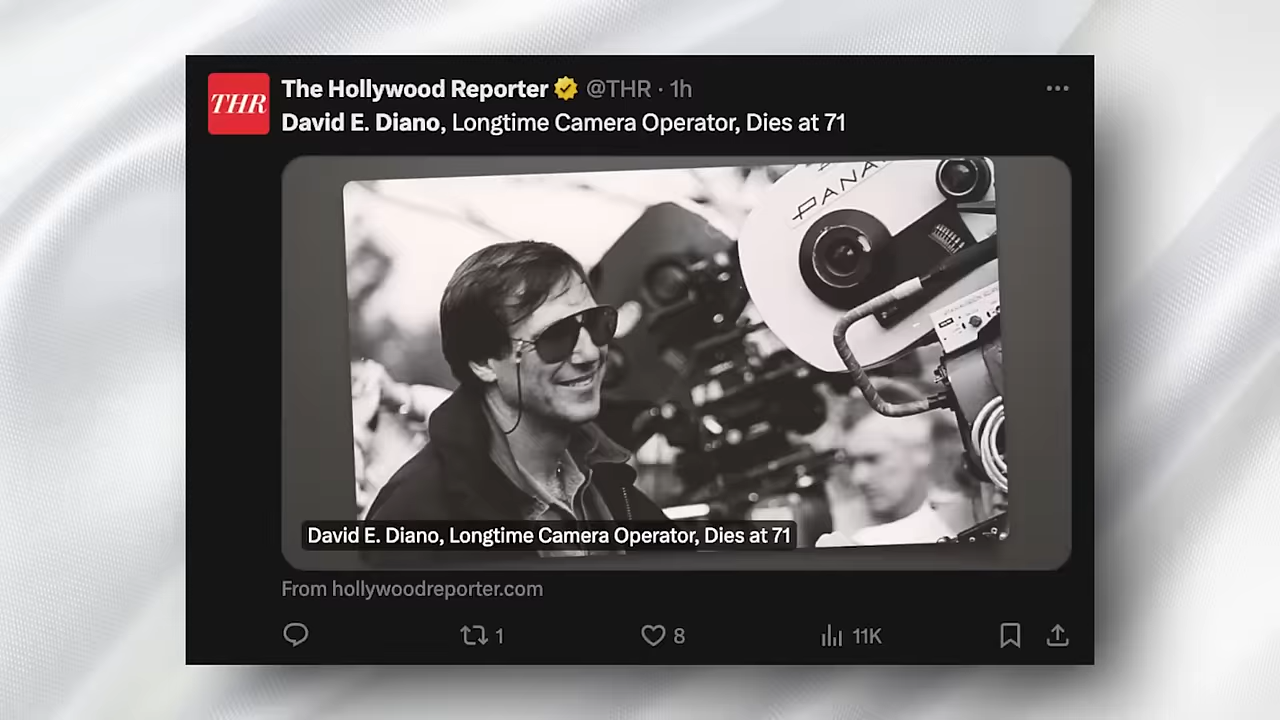 THR
The Hollywood Reporter @THR · 1h
David E. Diano, Longtime Camera Operator, Dies at 71
PANA
David E. Diano, Longtime Camera Operator, Dies at 71
From hollywoodreporter.com
1 8 11K